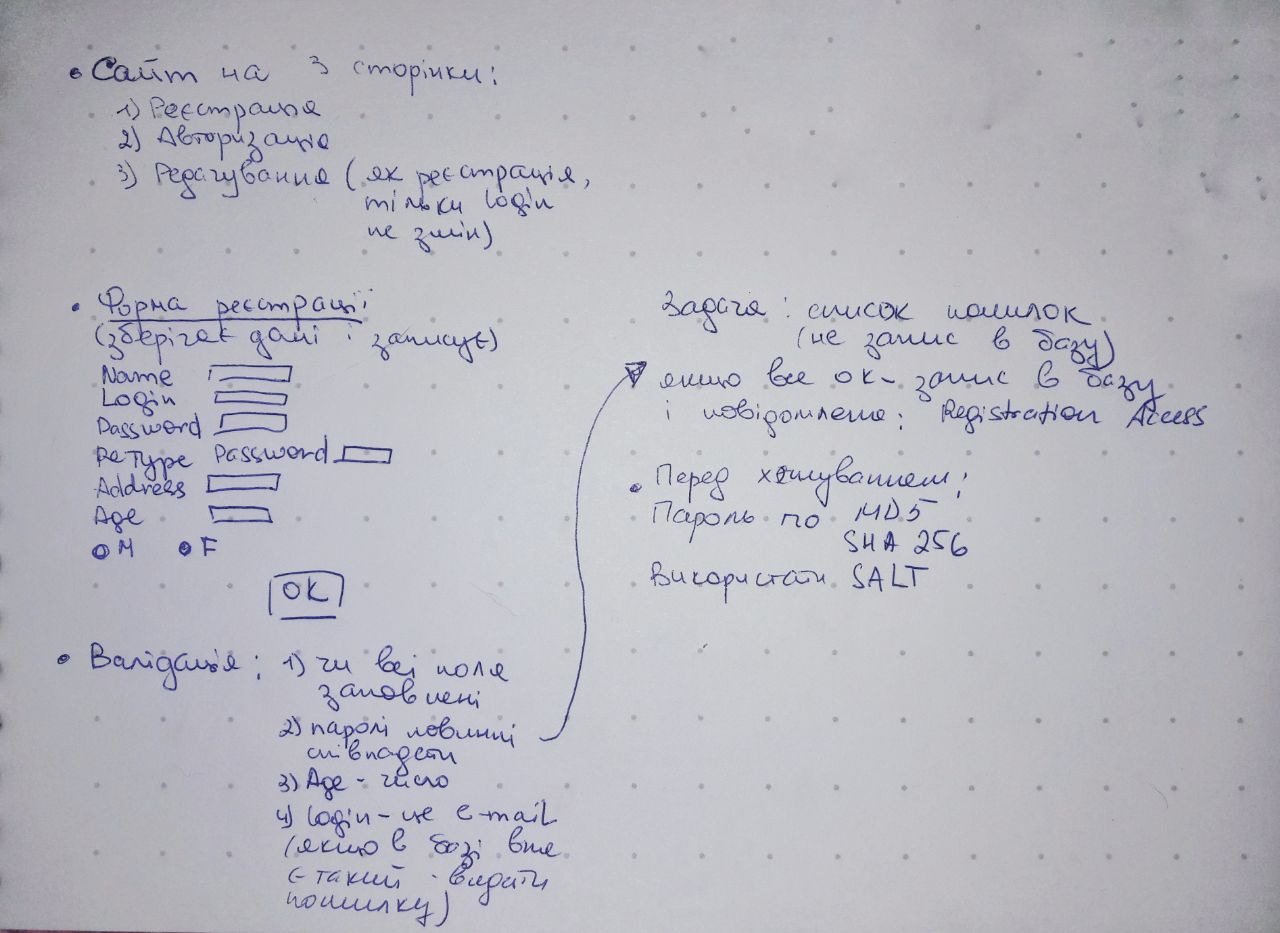 • Сайт на 3 сторінки:
1) Реєстрація
2) Авторизація
3) Редагування (як реєстрація,
тільки login
не змін)
• Форма реєстрації
(зберігає дані і записує)
Name
Login
Password
ReType Password
Address
Age
M F
OK
• Валідація: 1) чи всі поля
заповнені
2) паролі повинні
співпадати
3) Age - число
4) login - це e-mail
(якщо в базі вже
є такий - видати
помилку)
Задача: список помилок
(не запис в базу)
якщо все ок - запис в базу
і повідомлення: Registration Access
• Перед хешуванням:
Пароль по MD5
SHA 256
Використати SALT